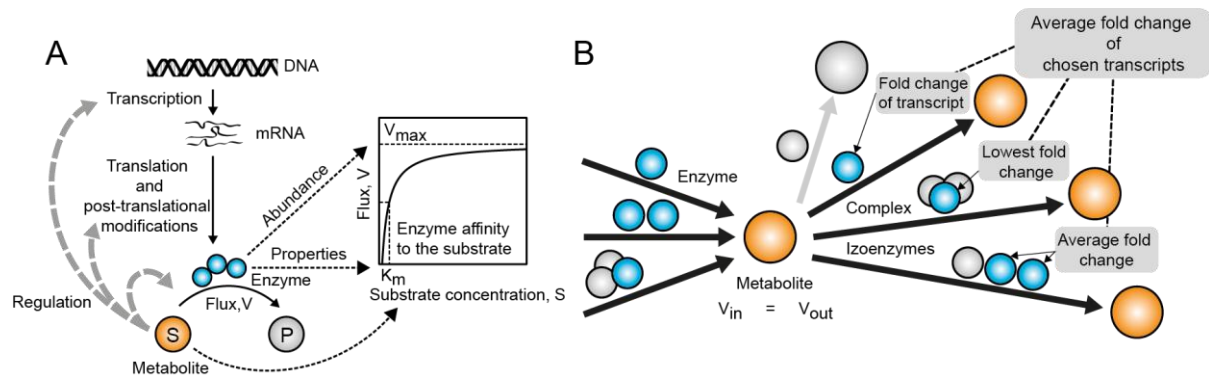 A
DNA
Transcription
mRNA
Translation
and
post-translational
modifications
Regulation
Enzyme
Flux,V
S
P
Metabolite
Abundance
Properties
Flux, V
Vmax
Enzyme affinity
to the substrate
Km
Substrate concentration, S
B
Average fold change
of
chosen transcripts
Fold change
of transcript
Lowest fold
change
Enzyme
Complex
Izoenzymes
Average fold
change
Metabolite
Vin = Vout